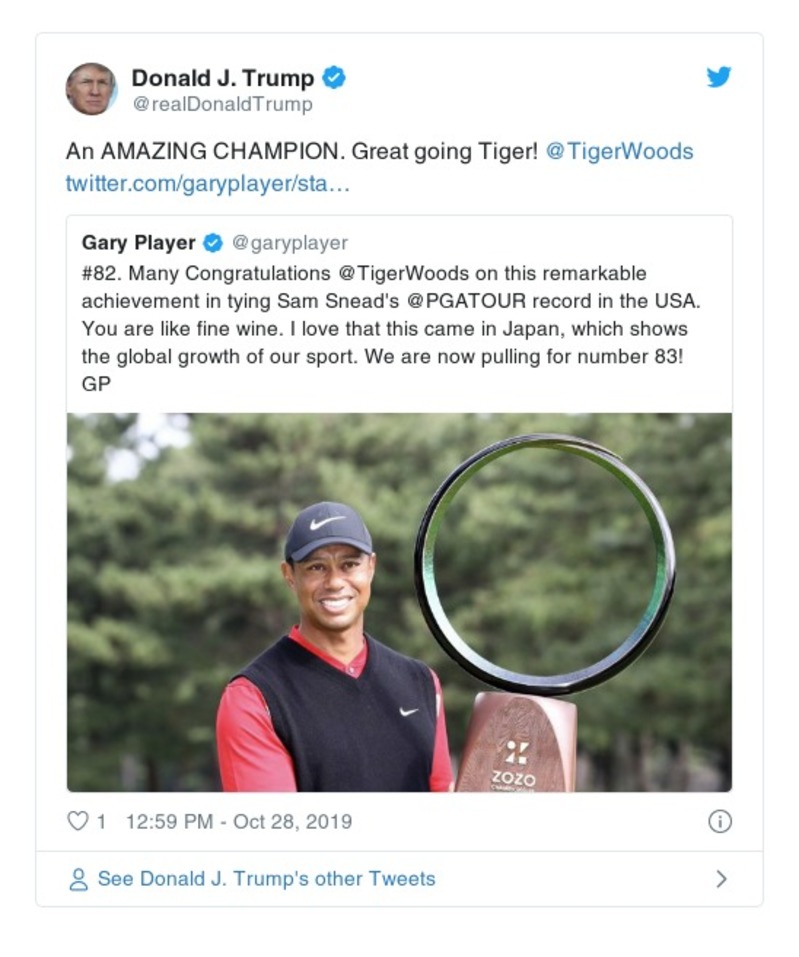 Donald J. Trump
@realDonaldTrump
An AMAZING CHAMPION. Great going Tiger! @TigerWoods
twitter.com/garyplayer/sta…
Gary Player @garyplayer
#82. Many Congratulations @TigerWoods on this remarkable
achievement in tying Sam Snead's @PGATOUR record in the USA.
You are like fine wine. I love that this came in Japan, which shows
the global growth of our sport. We are now pulling for number 83!
GP
ZOZO
1 12:59 PM - Oct 28, 2019
See Donald J. Trump's other Tweets